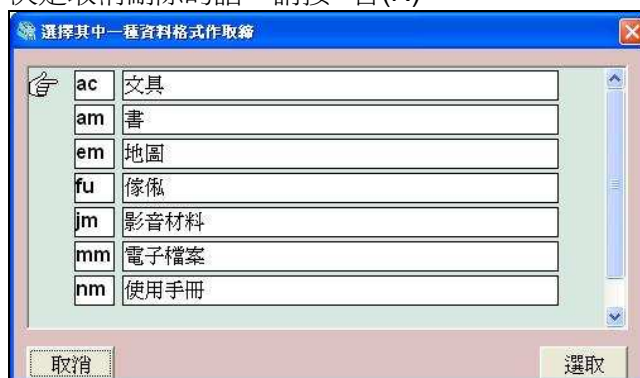 選擇其中一種資料格式作取締
ac 文具
am 書
em 地圖
fu 傢俬
jm 影音材料
mm 電子檔案
nm 使用手冊
取消 選取